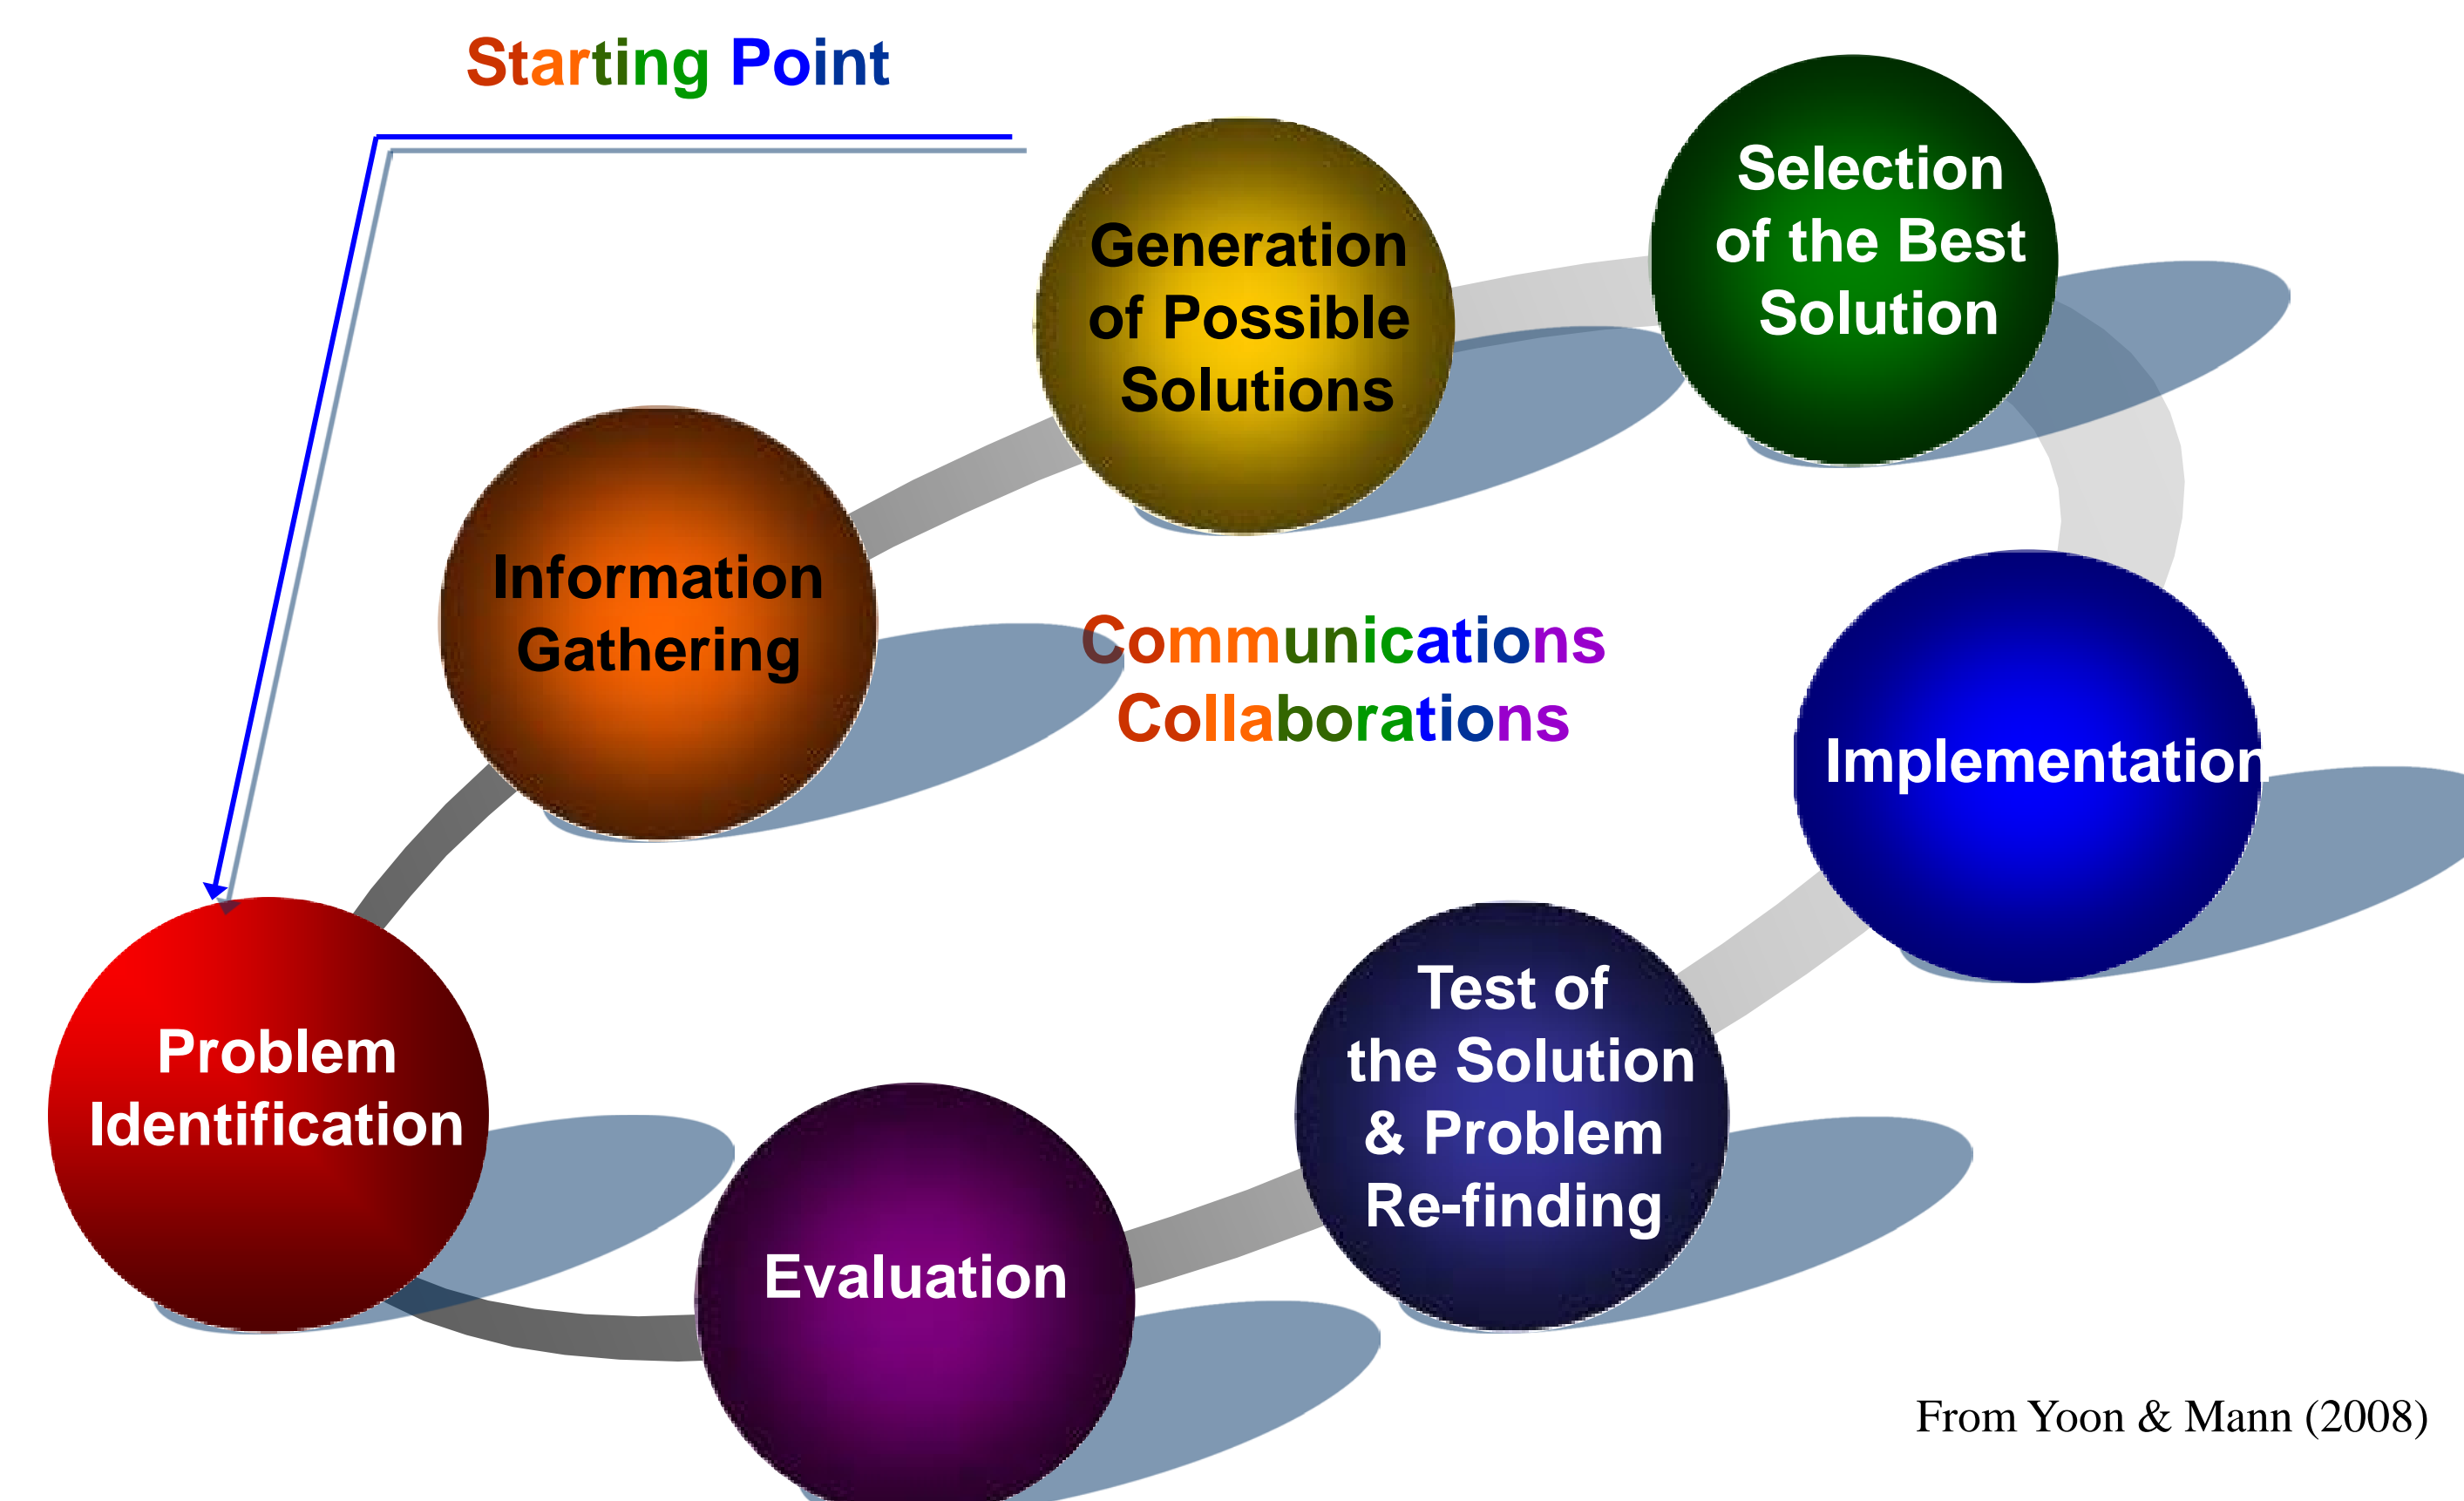 Starting Point
Selection
of the Best
Solution
Generation
of Possible
Solutions
Information
Gathering
Communications
Collaborations
Implementation
Test of
the Solution
& Problem
Re-finding
Problem
Identification
Evaluation
From Yoon & Mann (2008)